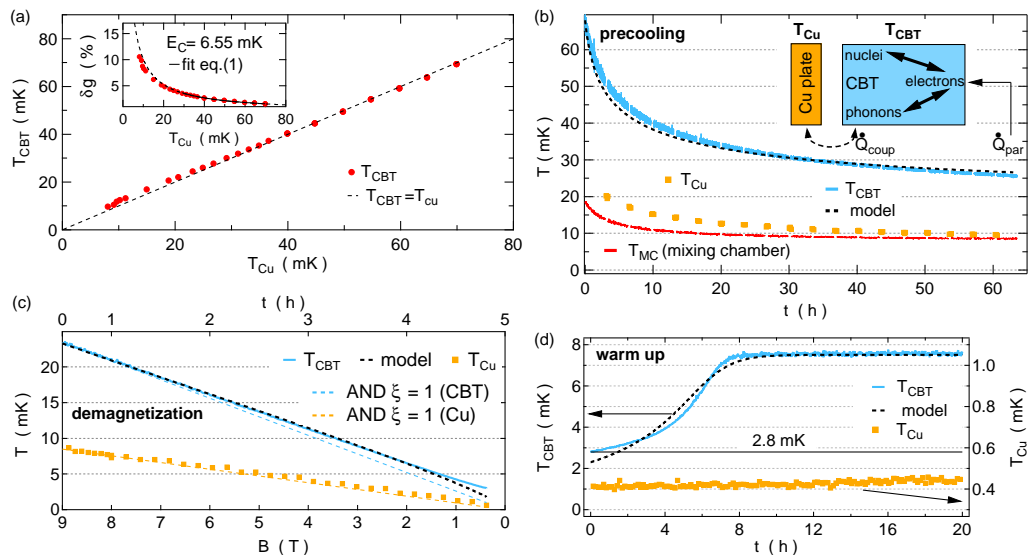 (a)
80
60
40
20
0
T_CBT ( mK)
0
20
40
60
80
T_Cu ( mK)
δg ( %)
15
10
5
0
20
40
60
80
T_Cu ( mK)
E_C= 6.55 mK
—fit eq.(1)
T_CBT
T_CBT=T_cu
(b)
precooling
T_Cu
T_CBT
Cu plate
nuclei
CBT
electrons
phonons
Q̇_coup
Q̇_par
T_Cu
T_CBT
model
T_MC (mixing chamber)
T ( mK)
60
50
40
30
20
10
0
0
10
20
30
40
50
60
t ( h)
(c)
t ( h)
0
1
2
3
4
5
T_CBT
model
T_Cu
AND ξ = 1 (CBT)
AND ξ = 1 (Cu)
demagnetization
T ( mK)
20
15
10
5
0
9
8
7
6
5
4
3
2
1
0
B ( T)
(d)
warm up
T_CBT
model
T_Cu
2.8 mK
T_CBT ( mK)
8
6
4
2
0
T_Cu ( mK)
1.0
0.8
0.6
0.4
0
4
8
12
16
20
t ( h)